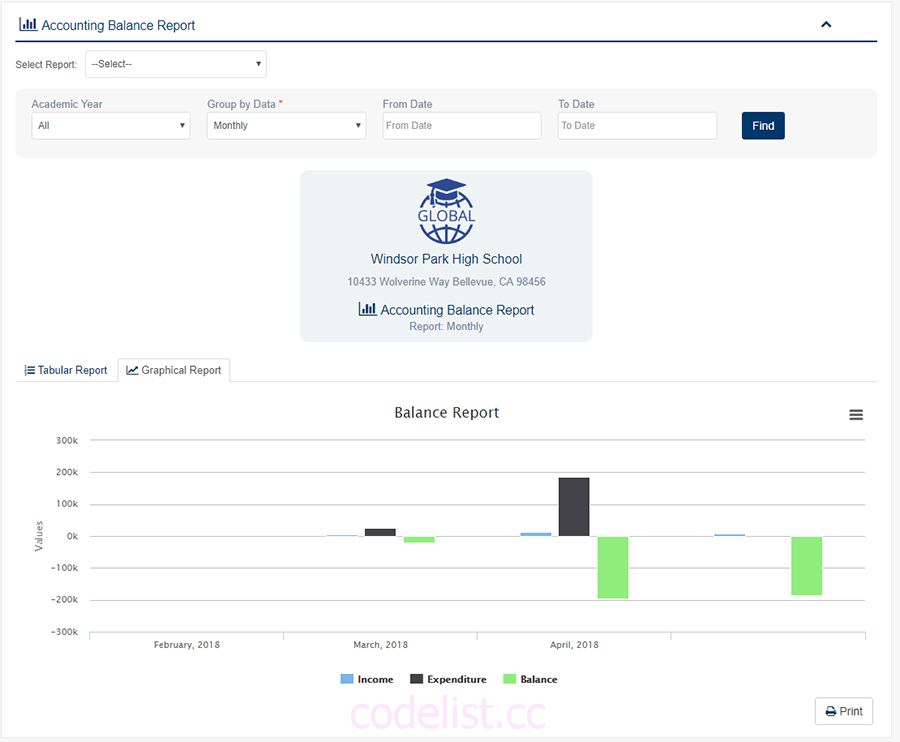 Accounting Balance Report
Select Report: --Select--
Academic Year Group by Data * From Date To Date
All Monthly From Date To Date Find
GLOBAL
Windsor Park High School
10433 Wolverine Way Bellevue, CA 98456
Accounting Balance Report
Report: Monthly
Tabular Report Graphical Report
Balance Report
300k
200k
100k
0k
-100k
-200k
-300k
Values
February, 2018 March, 2018 April, 2018
Income Expenditure Balance
codelist.cc
Print